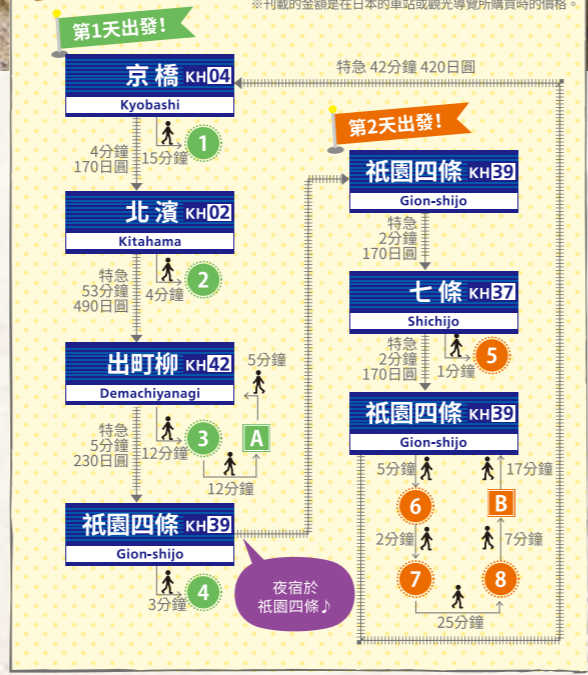 ※刊載的金額是在日本的車站或觀光導覽所購買時的價格。
第1天出發!
京橋 KH04
Kyobashi
4分鐘
170日圓
15分鐘
1
北濱 KH02
Kitahama
特急
53分鐘
490日圓
4分鐘
2
出町柳 KH42
Demachiyanagi
特急
5分鐘
230日圓
12分鐘
3
12分鐘
A
5分鐘
祇園四條 KH39
Gion-shijo
3分鐘
4
夜宿於
祇園四條♪
第2天出發!
祇園四條 KH39
Gion-shijo
特急
2分鐘
170日圓
七條 KH37
Shichijo
特急
2分鐘
170日圓
1分鐘
5
祇園四條 KH39
Gion-shijo
5分鐘
6
2分鐘
7
25分鐘
8
7分鐘
B
17分鐘
特急 42分鐘 420日圓